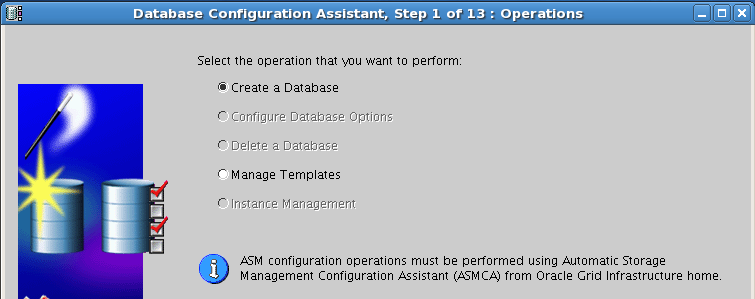 Database Configuration Assistant, Step 1 of 13 : Operations
Select the operation that you want to perform:
Create a Database
Configure Database Options
Delete a Database
Manage Templates
Instance Management
ASM configuration operations must be performed using Automatic Storage
Management Configuration Assistant (ASMCA) from Oracle Grid Infrastructure home.